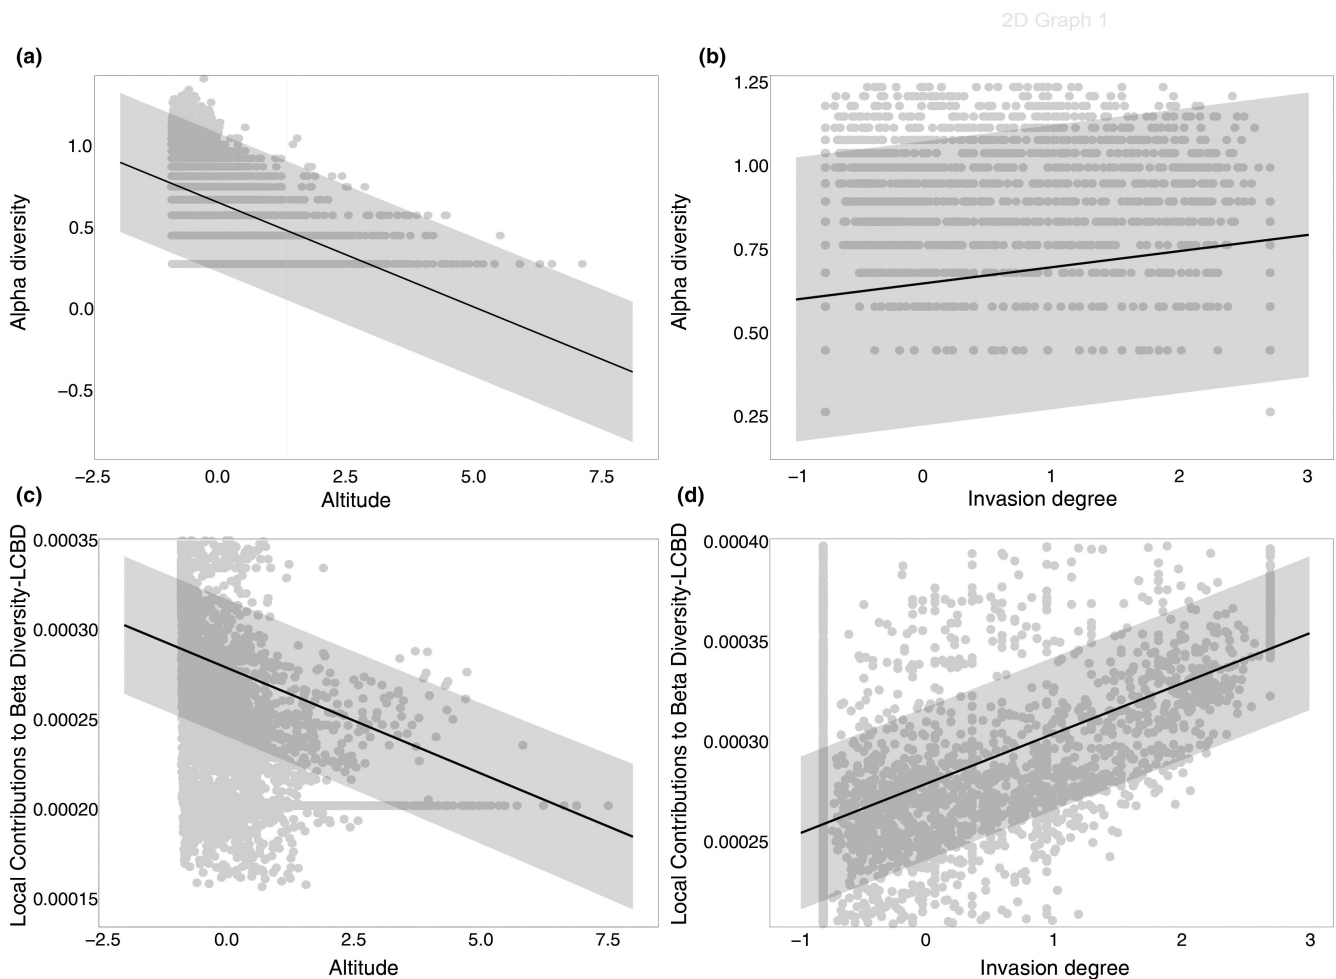 2D Graph 1
(a)
(b)
1.0
0.5
0.0
−0.5
Alpha diversity
−2.5 0.0 2.5 5.0 7.5
Altitude
1.25
1.00
0.75
0.50
0.25
Alpha diversity
−1 0 1 2 3
Invasion degree
(c)
(d)
0.00035
0.00030
0.00025
0.00020
0.00015
Local Contributions to Beta Diversity-LCBD
−2.5 0.0 2.5 5.0 7.5
Altitude
0.00040
0.00035
0.00030
0.00025
Local Contributions to Beta Diversity-LCBD
−1 0 1 2 3
Invasion degree